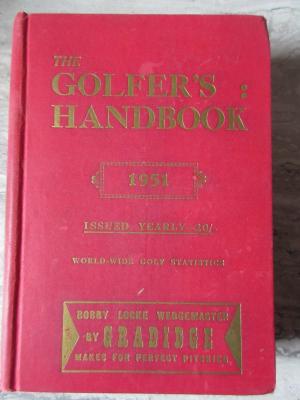 THE
GOLFER'S :
HANDBOOK
1951
ISSUED YEARLY 20/-
WORLD-WIDE GOLF STATISTICS
BOBBY LOCKE WEDGEMASTER
BY GRADIDGE
MAKES FOR PERFECT PITCHING.